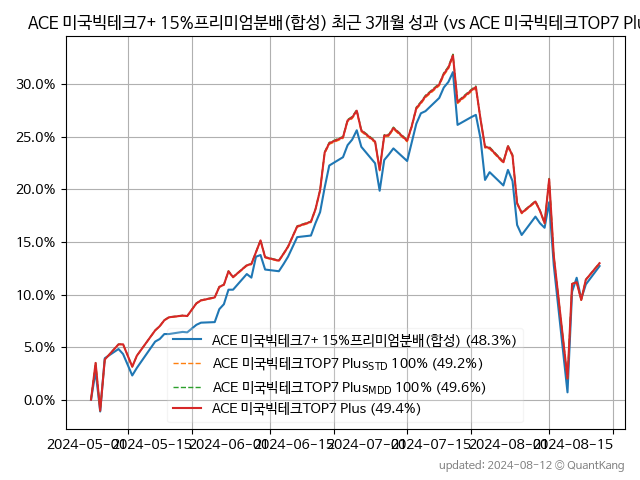 ACE 미국빅테크7+ 15%프리미엄분배(합성) 최근 3개월 성과 (vs ACE 미국빅테크TOP7 Plu
30.0%
25.0%
20.0%
15.0%
10.0%
5.0%
0.0%
ACE 미국빅테크7+ 15%프리미엄분배(합성) (48.3%)
ACE 미국빅테크TOP7 PlusSTD 100% (49.2%)
ACE 미국빅테크TOP7 PlusMDD 100% (49.6%)
ACE 미국빅테크TOP7 Plus (49.4%)
2024-05-01 2024-05-15 2024-06-01 2024-06-15 2024-07-01 2024-07-15 2024-08-01 2024-08-15
updated: 2024-08-12 © QuantKang